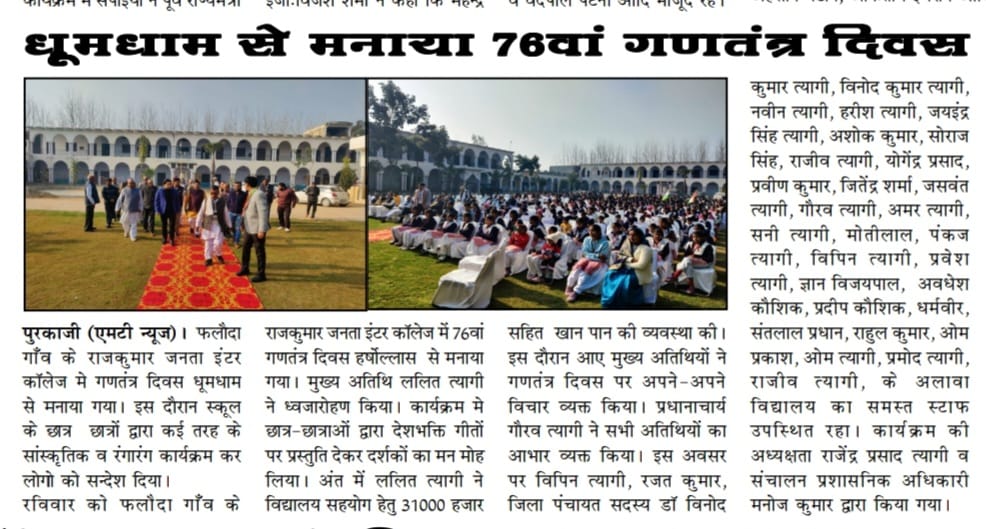 कार्यक्रम में
महेन्द्र
आदि मौजूद रहे।
धूमधाम से मनाया 76वां गणतंत्र दिवस
पुरकाजी (एमटी न्यूज)। फलौदा
गाँव के राजकुमार जनता इंटर
कॉलेज मे गणतंत्र दिवस धूमधाम
से मनाया गया। इस दौरान स्कूल
के छात्र छात्रों द्वारा कई तरह के
सांस्कृतिक व रंगारंग कार्यक्रम कर
लोगो को सन्देश दिया।
रविवार को फलौदा गाँव के
राजकुमार जनता इंटर कॉलेज में 76वां
गणतंत्र दिवस हर्षोल्लास से मनाया
गया। मुख्य अतिथि ललित त्यागी
ने ध्वजारोहण किया। कार्यक्रम मे
छात्र-छात्राओं द्वारा देशभक्ति गीतों
पर प्रस्तुति देकर दर्शकों का मन मोह
लिया। अंत में ललित त्यागी ने
विद्यालय सहयोग हेतु 31000 हजार
सहित खान पान की व्यवस्था की।
इस दौरान आए मुख्य अतिथियों ने
गणतंत्र दिवस पर अपने-अपने
विचार व्यक्त किया। प्रधानाचार्य
गौरव त्यागी ने सभी अतिथियों का
आभार व्यक्त किया। इस अवसर
पर विपिन त्यागी, रजत कुमार,
जिला पंचायत सदस्य डॉ विनोद
कुमार त्यागी, विनोद कुमार त्यागी,
नवीन त्यागी, हरीश त्यागी, जयइंद्र
सिंह त्यागी, अशोक कुमार, सोराज
सिंह, राजीव त्यागी, योगेंद्र प्रसाद,
प्रवीण कुमार, जितेंद्र शर्मा, जसवंत
त्यागी, गौरव त्यागी, अमर त्यागी,
सनी त्यागी, मोतीलाल, पंकज
त्यागी, विपिन त्यागी, प्रवेश
त्यागी, ज्ञान विजयपाल, अवधेश
कौशिक, प्रदीप कौशिक, धर्मवीर,
संतलाल प्रधान, राहुल कुमार, ओम
प्रकाश, ओम त्यागी, प्रमोद त्यागी,
राजीव त्यागी, के अलावा
विद्यालय का समस्त स्टाफ
उपस्थित रहा। कार्यक्रम की
अध्यक्षता राजेंद्र प्रसाद त्यागी व
संचालन प्रशासनिक अधिकारी
मनोज कुमार द्वारा किया गया।